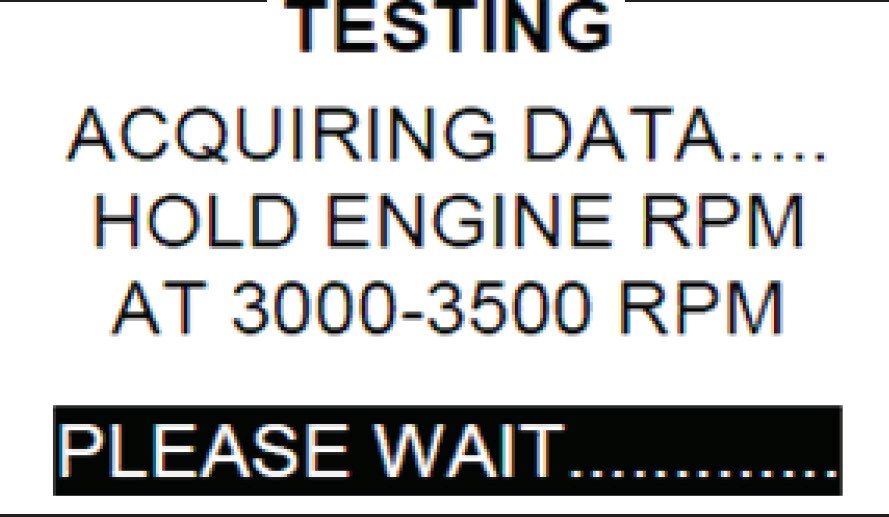 TESTING
ACQUIRING DATA.....
HOLD ENGINE RPM
AT 3000-3500 RPM
PLEASE WAIT.............